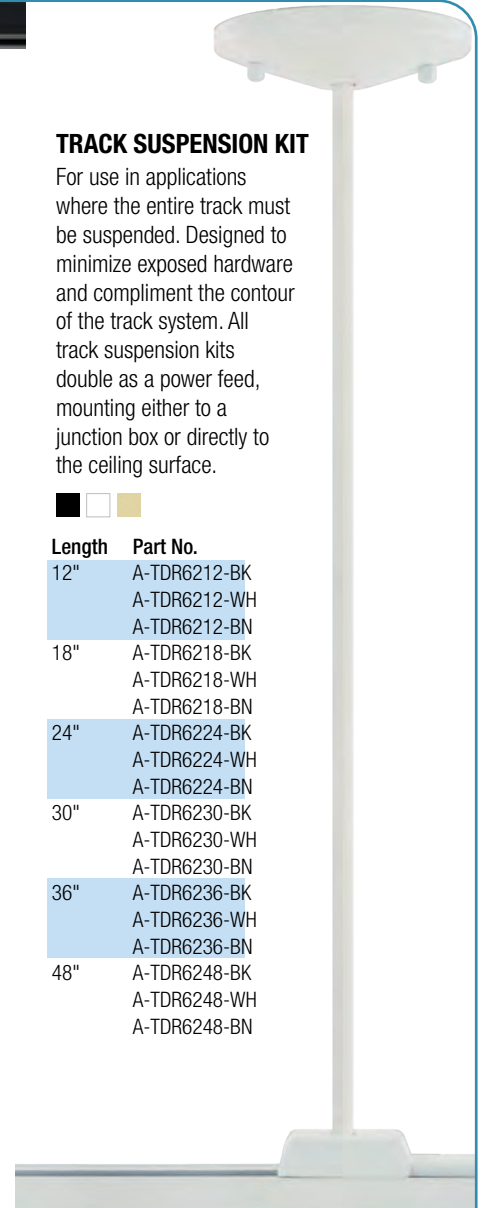 TRACK SUSPENSION KIT
For use in applications
where the entire track must
be suspended. Designed to
minimize exposed hardware
and compliment the contour
of the track system. All
track suspension kits
double as a power feed,
mounting either to a
junction box or directly to
the ceiling surface.
Length Part No.
12" A-TDR6212-BK
A-TDR6212-WH
A-TDR6212-BN
18" A-TDR6218-BK
A-TDR6218-WH
A-TDR6218-BN
24" A-TDR6224-BK
A-TDR6224-WH
A-TDR6224-BN
30" A-TDR6230-BK
A-TDR6230-WH
A-TDR6230-BN
36" A-TDR6236-BK
A-TDR6236-WH
A-TDR6236-BN
48" A-TDR6248-BK
A-TDR6248-WH
A-TDR6248-BN